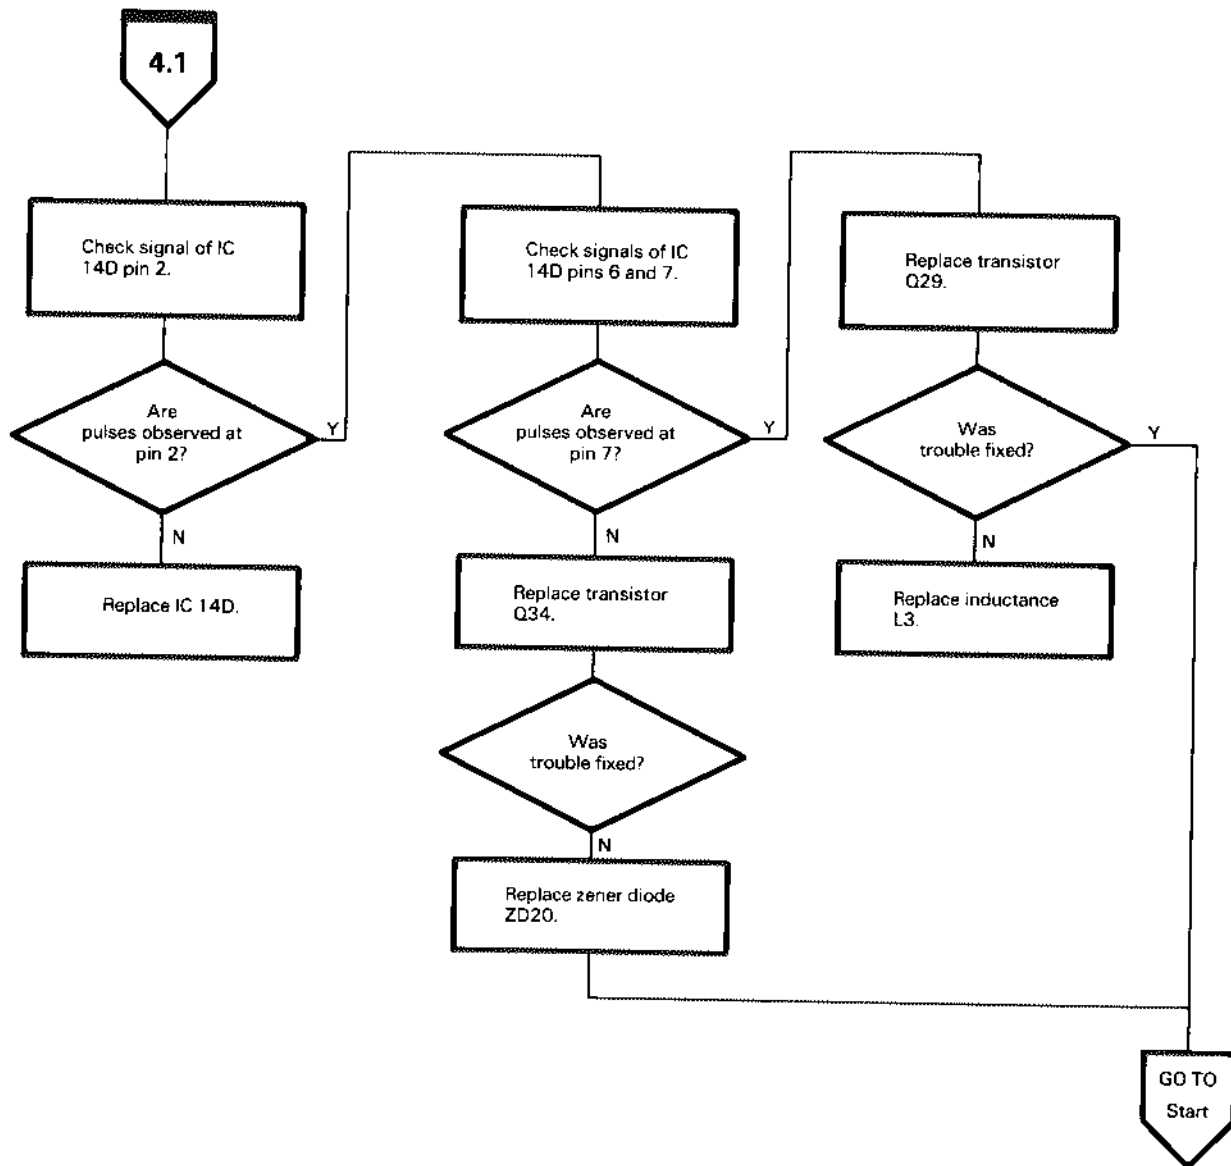 4.1
Check signal of IC
14D pin 2.
Are
pulses observed at
pin 2?
Y
N
Replace IC 14D.
Check signals of IC
14D pins 6 and 7.
Are
pulses observed at
pin 7?
Y
N
Replace transistor
Q34.
Was
trouble fixed?
N
Replace zener diode
ZD20.
Replace transistor
Q29.
Was
trouble fixed?
Y
N
Replace inductance
L3.
GO TO
Start